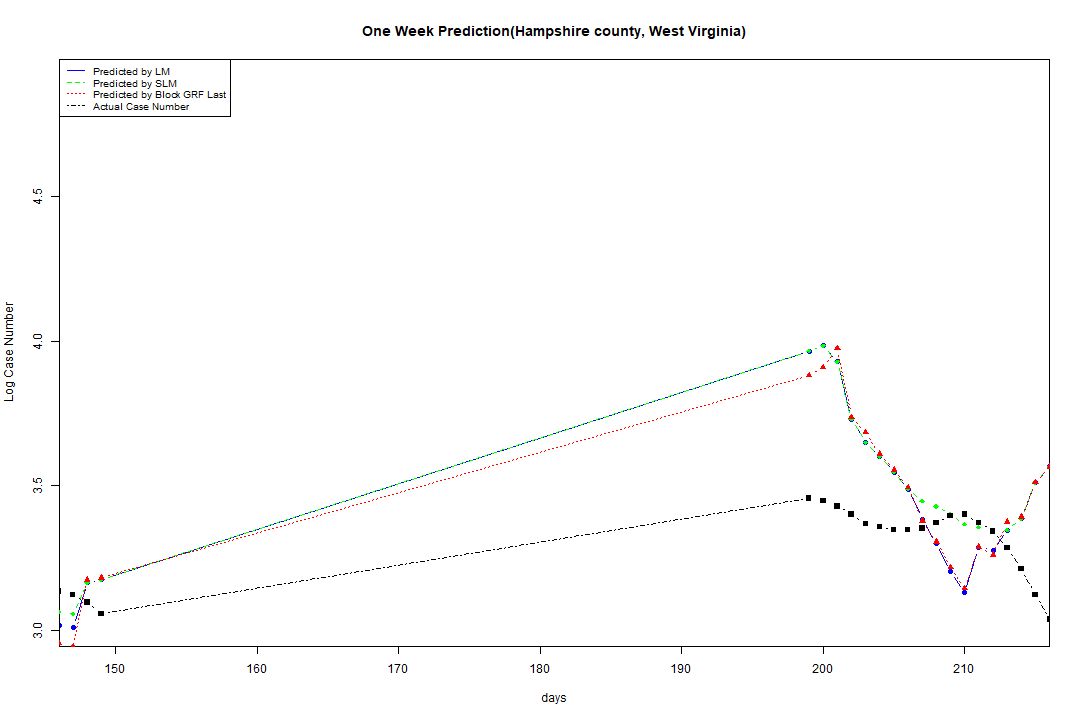 One Week Prediction(Hampshire county, West Virginia)
Predicted by LM
Predicted by SLM
Predicted by Block GRF Last
Actual Case Number
Log Case Number
4.5
4.0
3.5
3.0
150 160 170 180 190 200 210
days